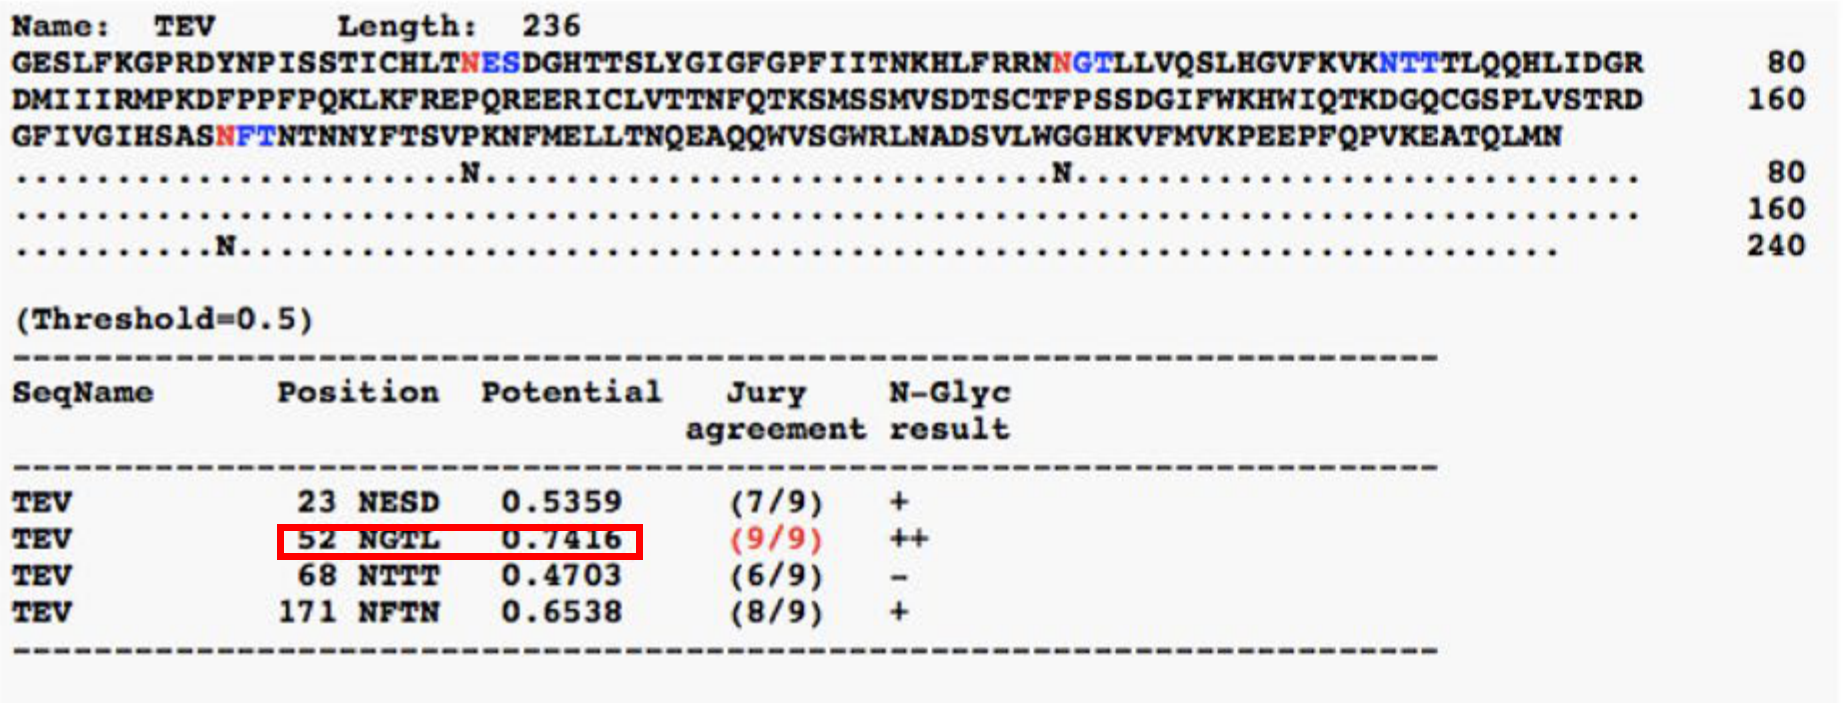 Name:  TEV      Length:  236
GESLFKGPRDYNPISSTICHLTNESDGHTTSLYGIGFGPFIITNKHLFRRNNGTLLVQSLHGVFKVKNTTTLQQHLIDGR      80
DMIIIRMPKDFPPFPQKLKFREPQREERICLVTTNFQTKSMSSMVSDTSCTFPSSDGIFWKHWIQTKDGQCGSPLVSTRD     160
GFIVGIHSASNFTNTNNYFTSVPKNFMELLTNQEAQQWVSGWRLNADSVLWGGHKVFMVKPEEPFQPVKEATQLMN
......................N............................N............................      80
................................................................................     160
..........N.................................................................         240
(Threshold=0.5)
----------------------------------------------------------------------
SeqName      Position  Potential   Jury    N-Glyc
agreement result
----------------------------------------------------------------------
TEV           23 NESD   0.5359     (7/9)   +
TEV           52 NGTL   0.7416     (9/9)   ++
TEV           68 NTTT   0.4703     (6/9)   -
TEV          171 NFTN   0.6538     (8/9)   +
----------------------------------------------------------------------